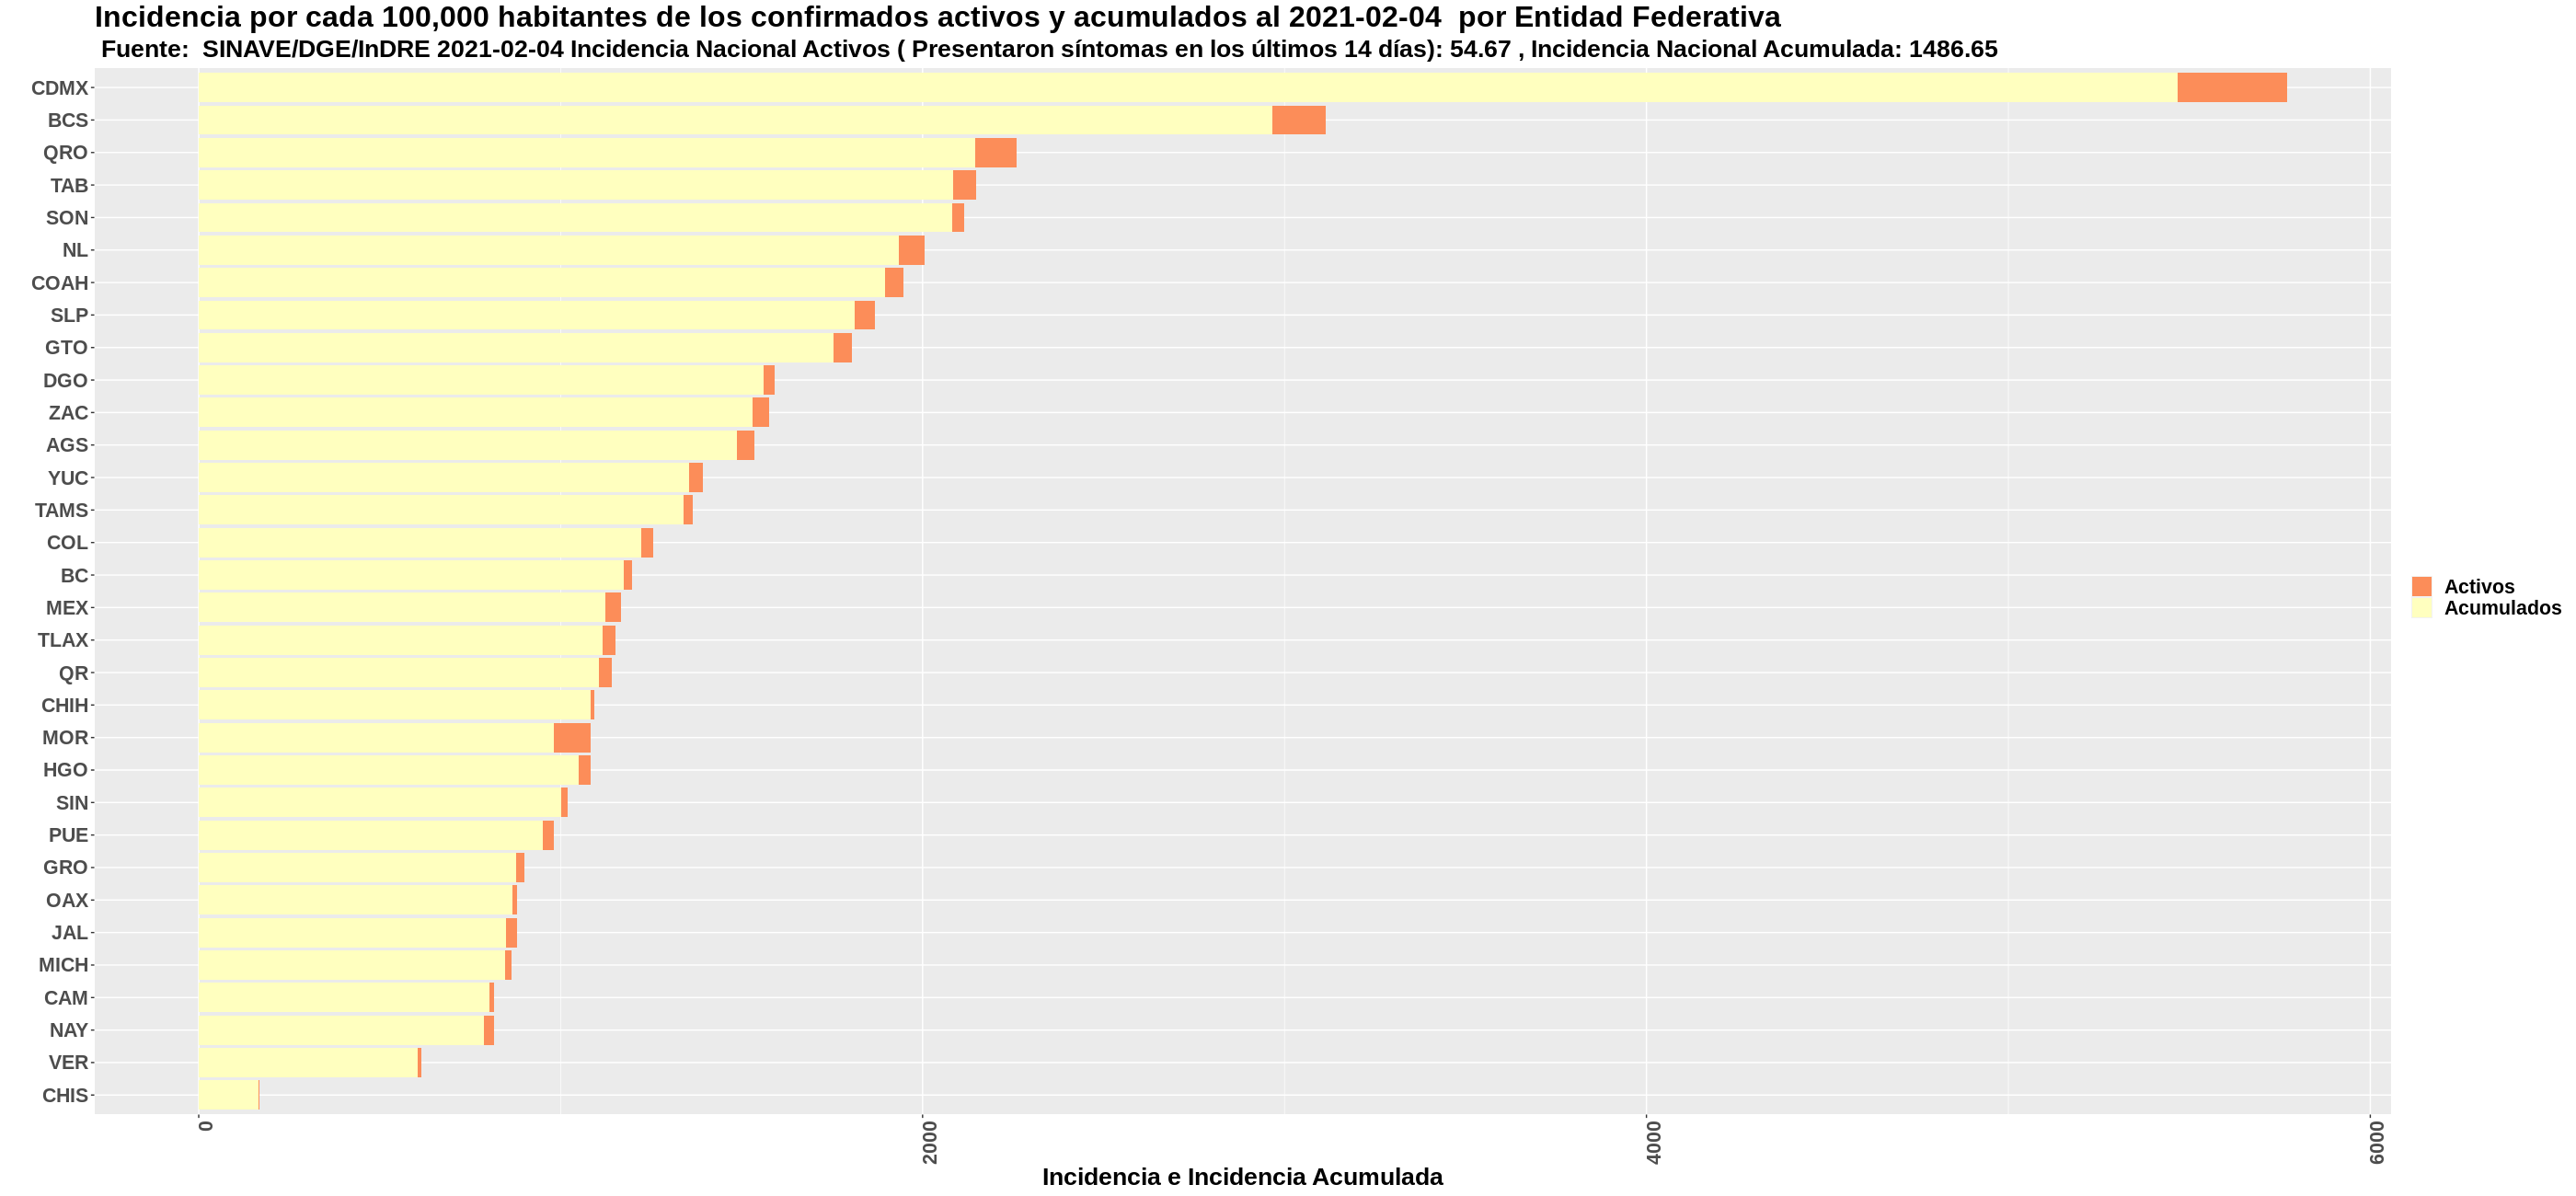 Incidencia por cada 100,000 habitantes de los confirmados activos y acumulados al 2021-02-04 por Entidad Federativa
Fuente: SINAVE/DGE/InDRE 2021-02-04 Incidencia Nacional Activos ( Presentaron síntomas en los últimos 14 días): 54.67 , Incidencia Nacional Acumulada: 1486.65
CDMX
BCS
QRO
TAB
SON
NL
COAH
SLP
GTO
DGO
ZAC
AGS
YUC
TAMS
COL
BC
MEX
TLAX
QR
CHIH
MOR
HGO
SIN
PUE
GRO
OAX
JAL
MICH
CAM
NAY
VER
CHIS
0
2000
4000
6000
Incidencia e Incidencia Acumulada
Activos
Acumulados